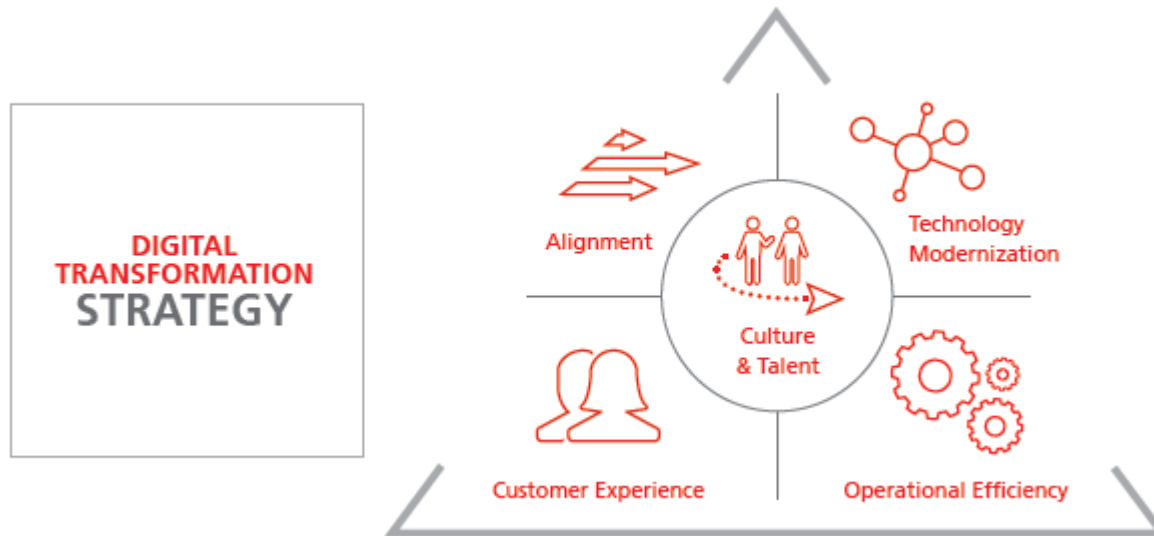 DIGITAL
TRANSFORMATION
STRATEGY
Alignment
Technology
Modernization
Culture
& Talent
Customer Experience
Operational Efficiency